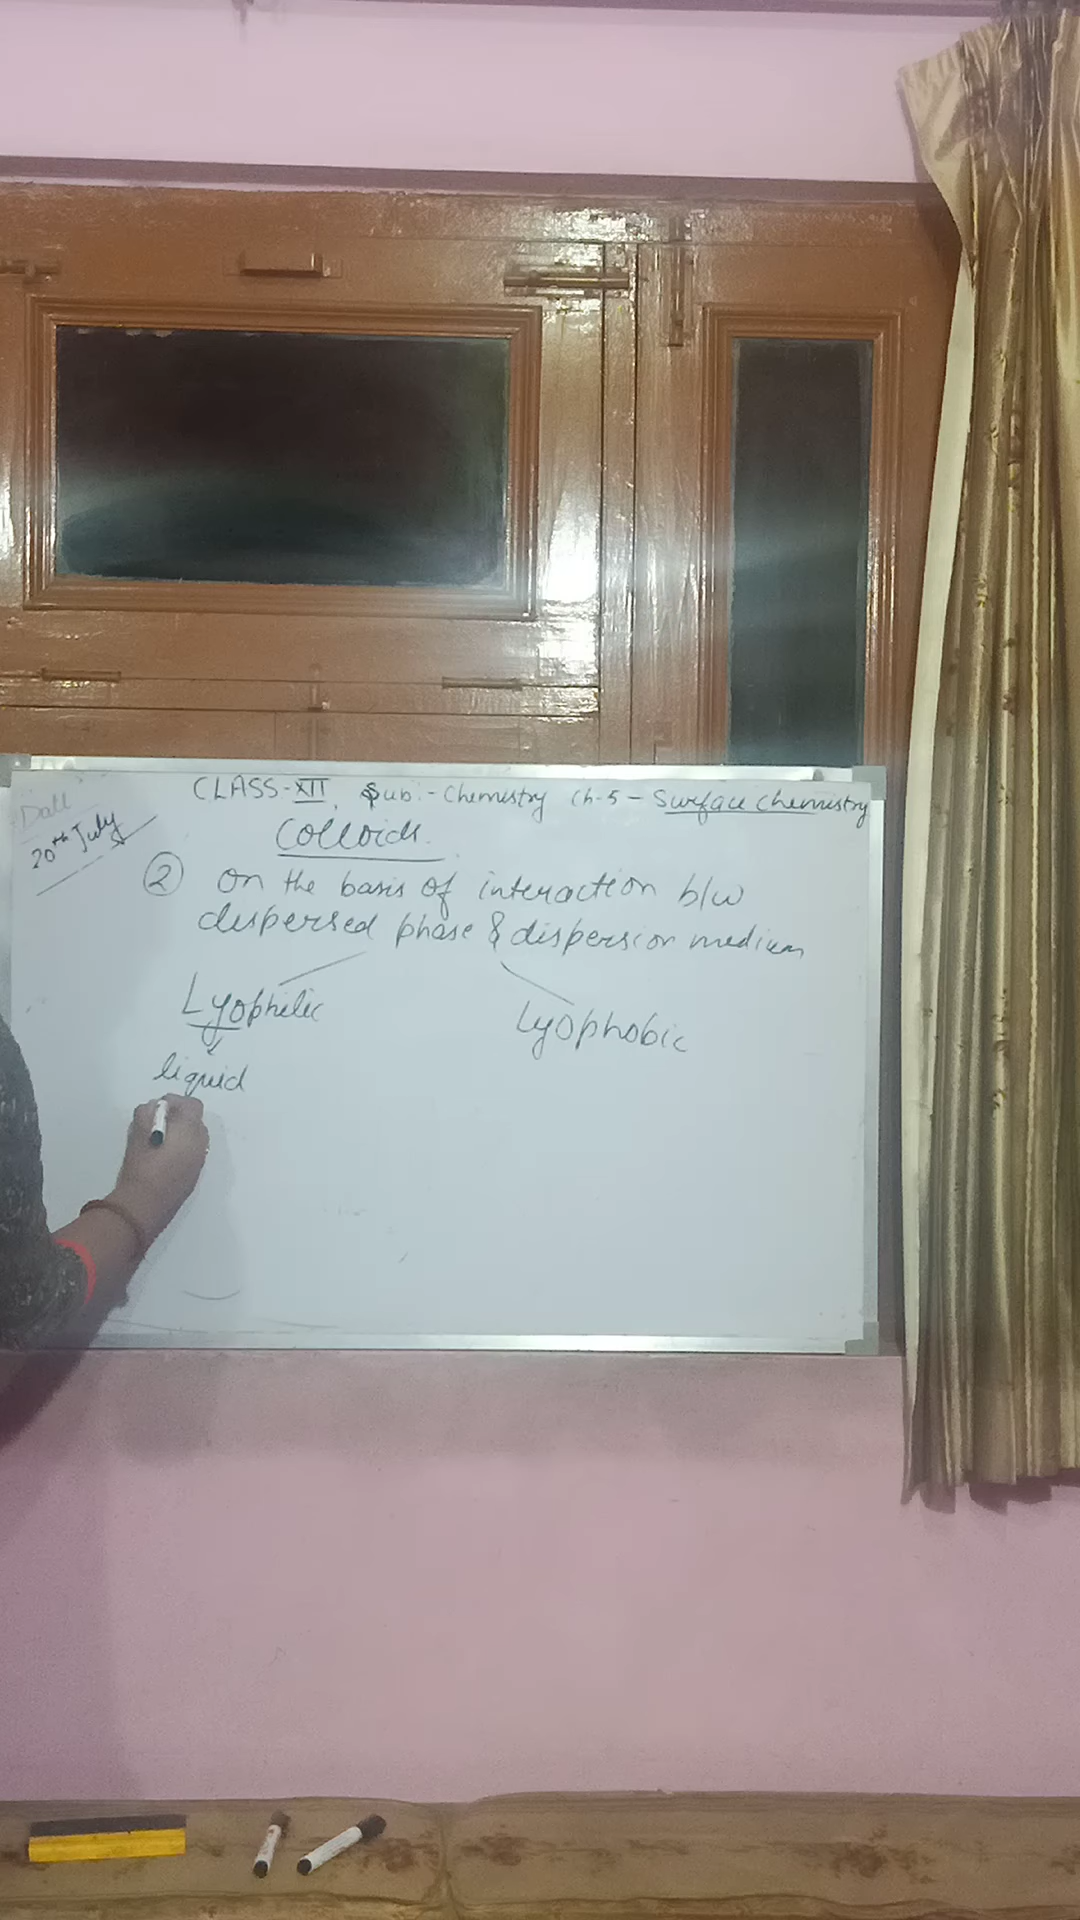 CLASS-XII, Sub:- Chemistry Ch-5 - Surface chemistry
Date
20th July
Colloids.
② On the basis of interaction b/w
dispersed phase & dispersion medium
Lyophilic
Lyophobic
liquid